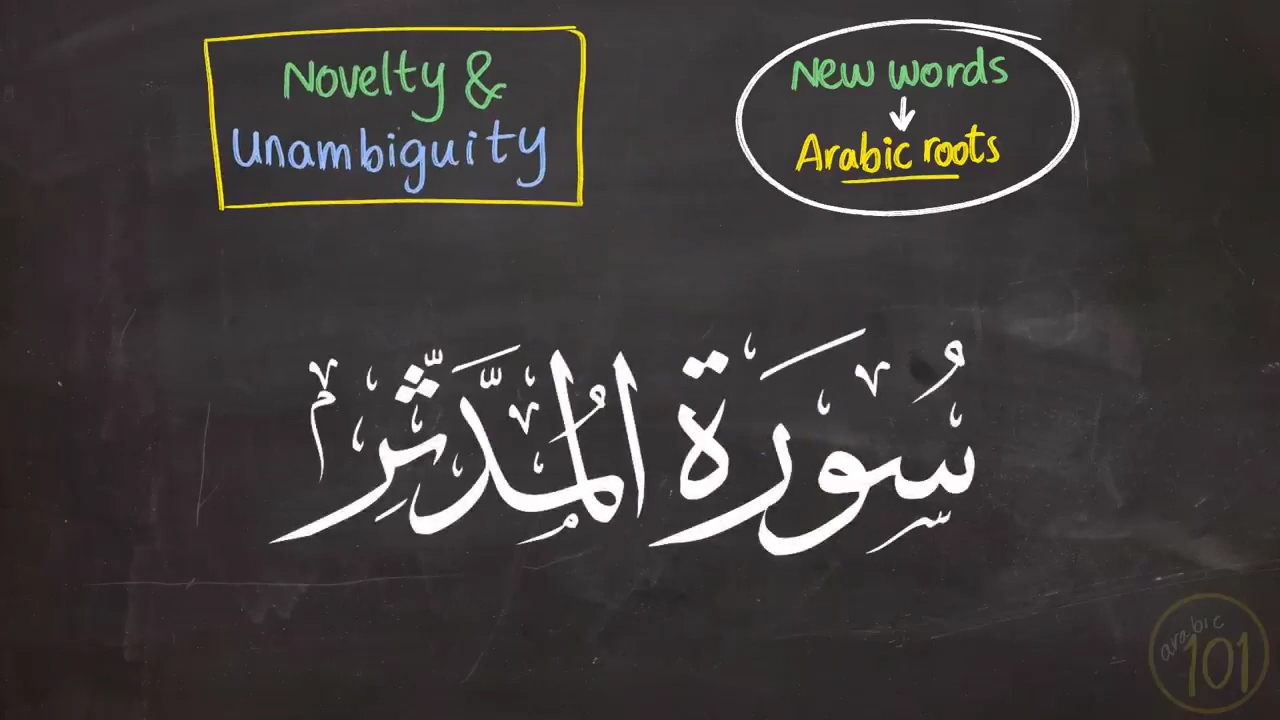 Novelty &
Unambiguity
New words
↓
Arabic roots
سُورَةُ المُدَّثِّر
arabic
101